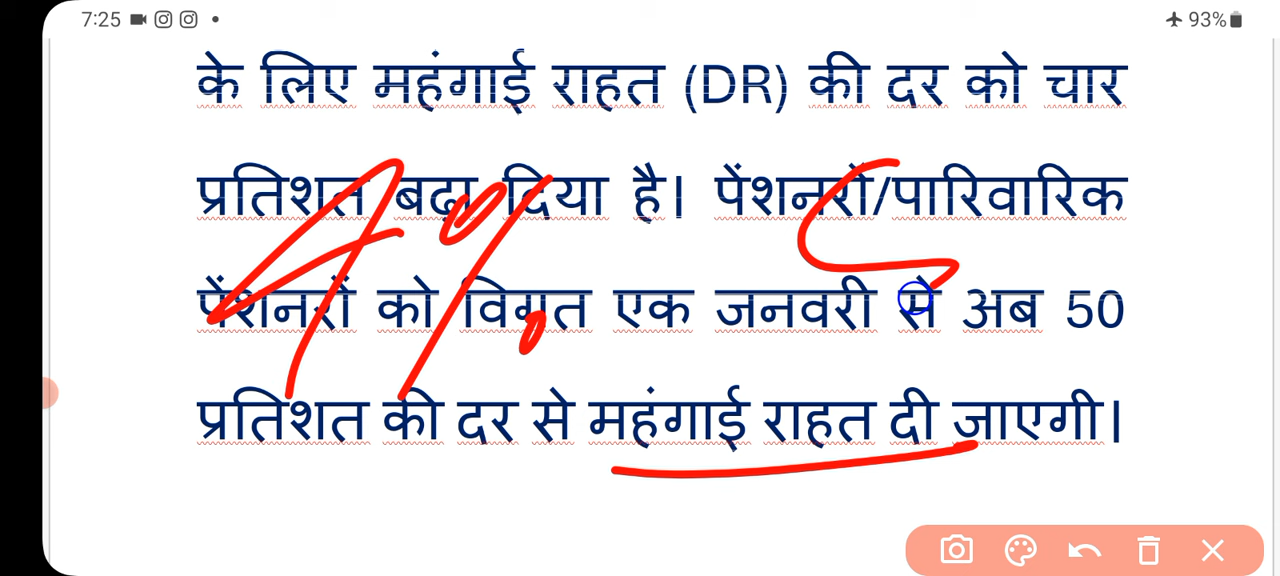 7:25
93%
के लिए महंगाई राहत (DR) की दर को चार
प्रतिशत बढ़ा दिया है। पेंशनरों/पारिवारिक
पेंशनरों को विगत एक जनवरी से अब 50
प्रतिशत की दर से महंगाई राहत दी जाएगी।
4%